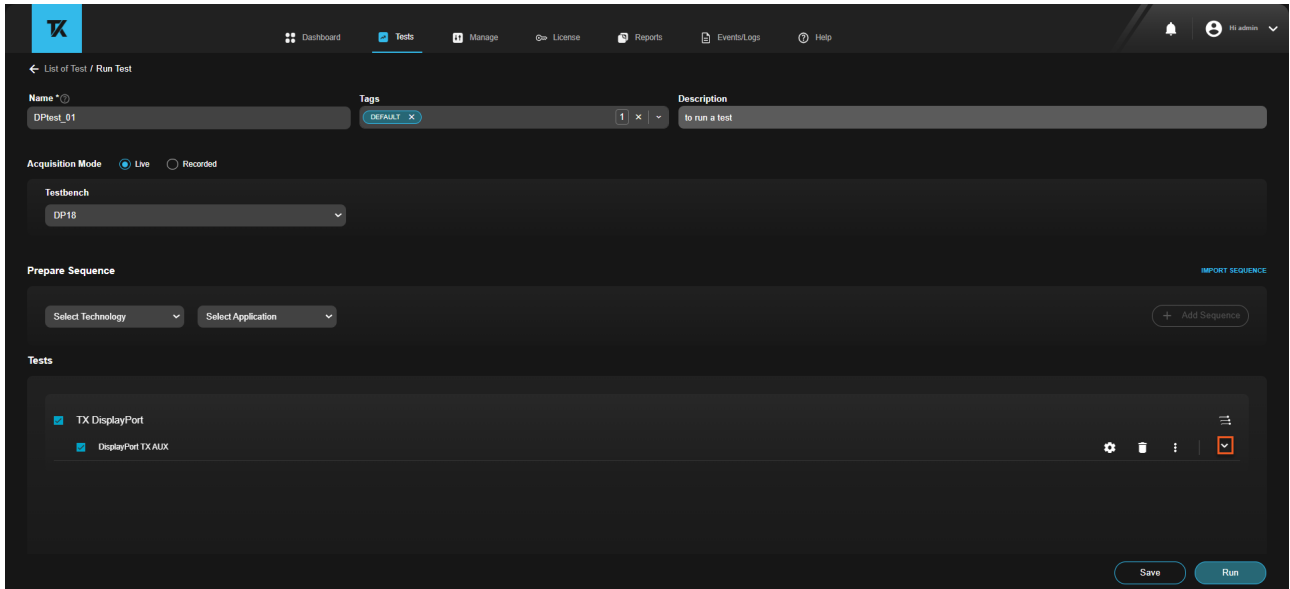 TK
Dashboard Tests Manage License Reports Events/Logs Help Hi admin
List of Test / Run Test
Name * Tags Description
DPtest_01 DEFAULT 1 to run a test
Acquisition Mode Live Recorded
Testbench
DP18
Prepare Sequence IMPORT SEQUENCE
Select Technology Select Application + Add Sequence
Tests
TX DisplayPort
DisplayPort TX AUX
Save Run